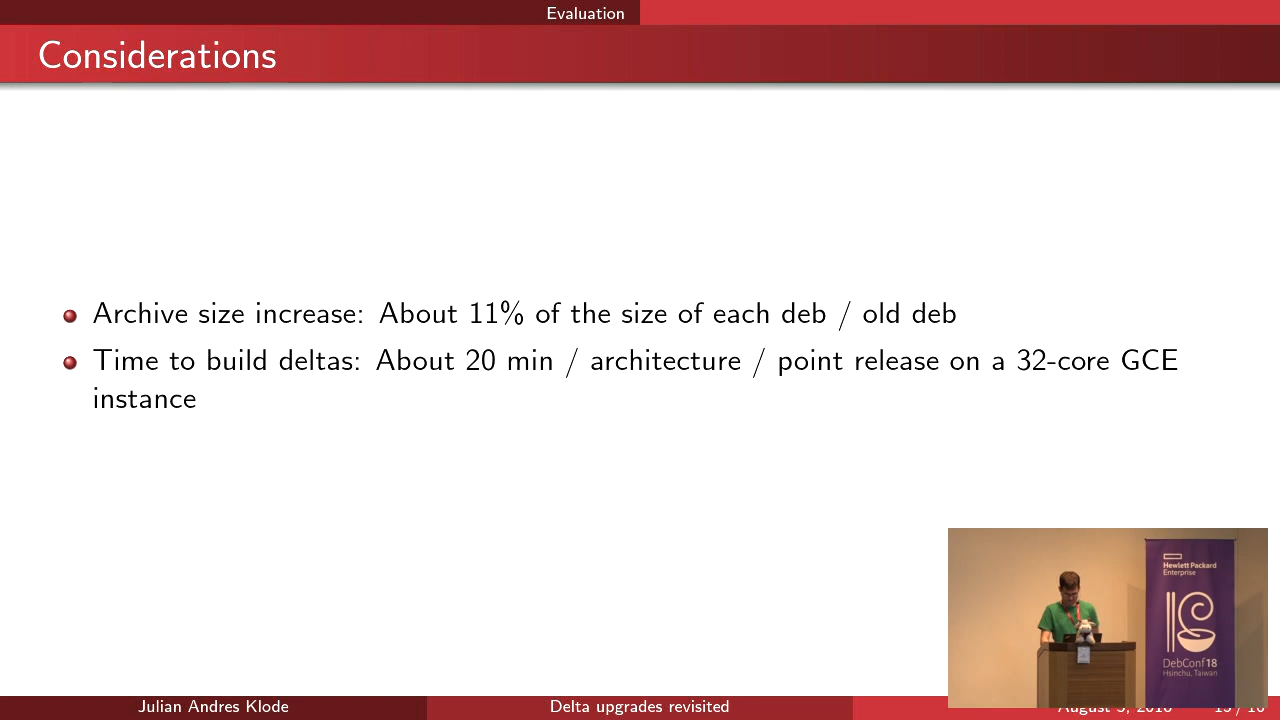 Evaluation
Considerations
Archive size increase: About 11% of the size of each deb / old deb
Time to build deltas: About 20 min / architecture / point release on a 32-core GCE
instance
Hewlett Packard
Enterprise
DebConf18
Hsinchu, Taiwan
Julian Andres Klode
Delta upgrades revisited